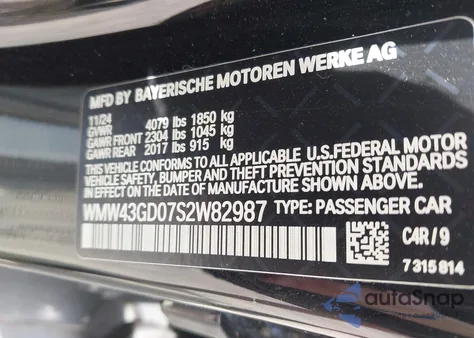 MFD BY BAYERISCHE MOTOREN WERKE AG
11/24
GVWR 4079 lbs 1850 kg
GAWR FRONT 2304 lbs 1045 kg
GAWR REAR 2017 lbs 915 kg
THIS VEHICLE CONFORMS TO ALL APPLICABLE U.S.FEDERAL MOTOR
VEHICLE SAFETY, BUMPER AND THEFT PREVENTION STANDARDS
IN EFFECT ON THE DATE OF MANUFACTURE SHOWN ABOVE.
WMW43GD07S2W82987 TYPE: PASSENGER CAR
C4R/9
7315814
autoSnap